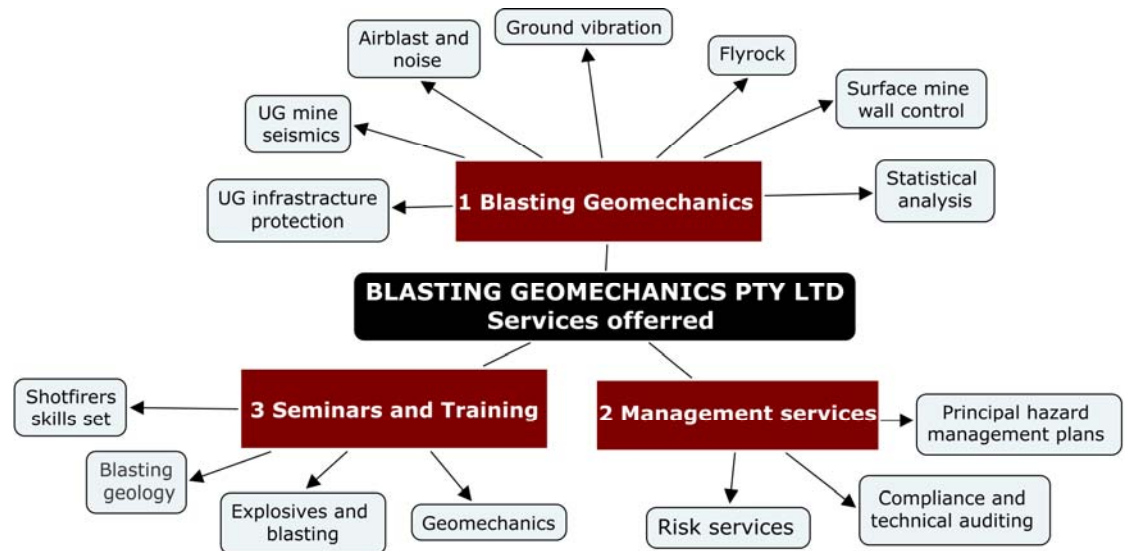 Ground vibration
Airblast and
noise
Flyrock
Surface mine
wall control
UG mine
seismics
Statistical
analysis
UG infrastracture
protection
1 Blasting Geomechanics
BLASTING GEOMECHANICS PTY LTD
Services offerred
3 Seminars and Training
2 Management services
Shotfirers
skills set
Principal hazard
management plans
Blasting
geology
Explosives and
blasting
Geomechanics
Risk services
Compliance and
technical auditing